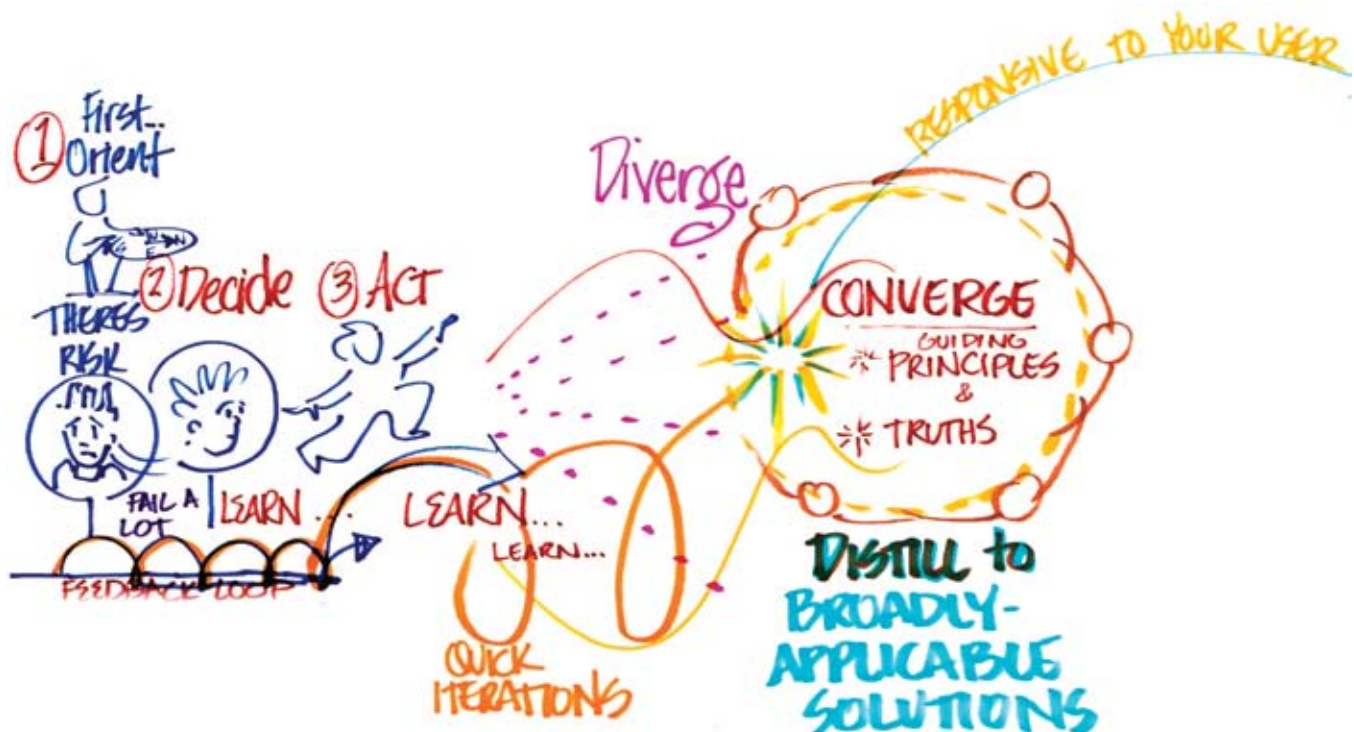 1 First...
Orient
THERES
RISK
2 Decide
3 ACT
FAIL A
LOT
LEARN ....
FEEDBACK LOOP
LEARN...
LEARN...
QUICK
ITERATIONS
Diverge
RESPONSIVE TO YOUR USER
CONVERGE
GUIDING
PRINCIPLES
&
TRUTHS
DISTILL to
BROADLY-
APPLICABLE
SOLUTIONS